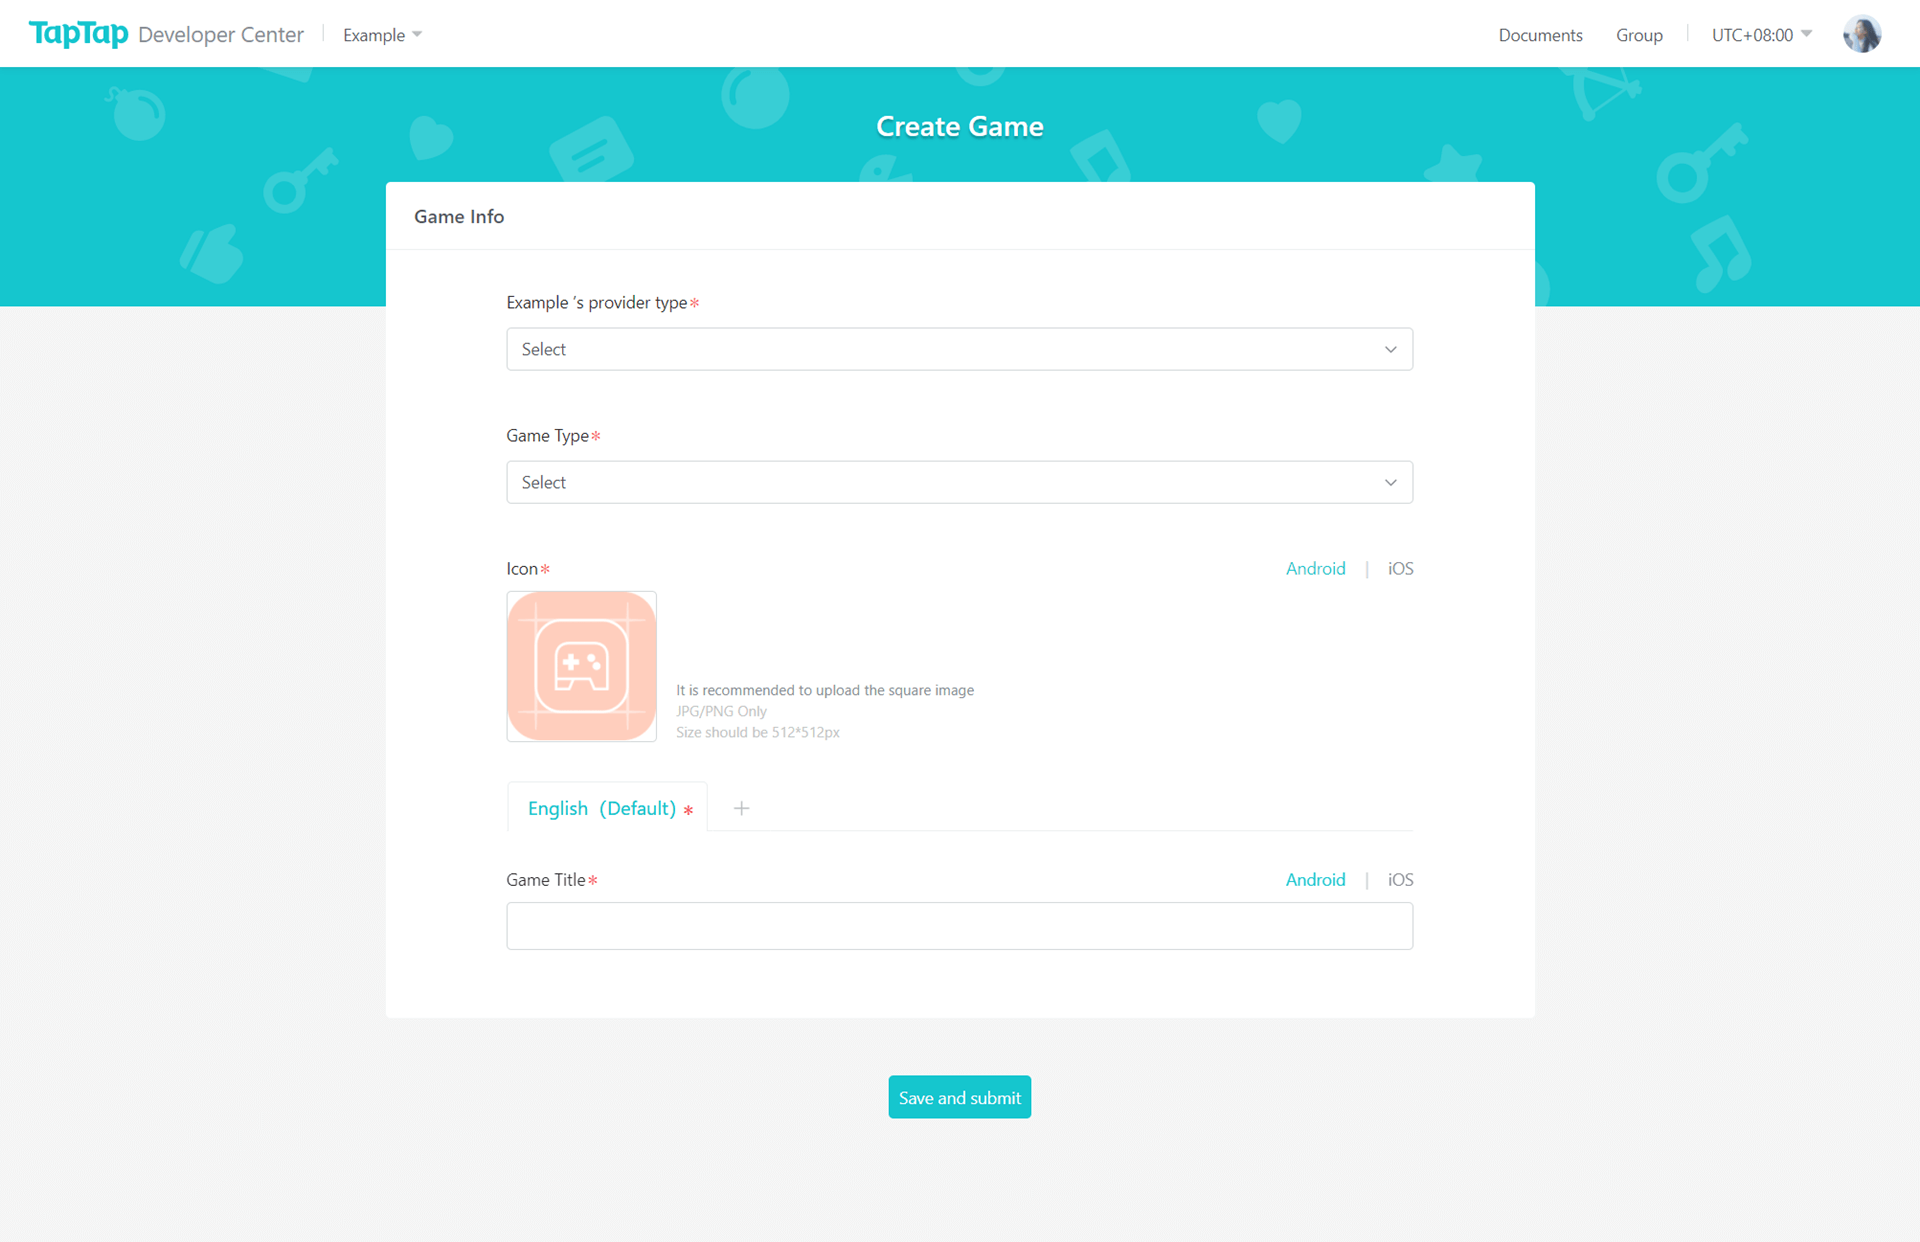 TapTap Developer Center
Example
Documents
Group
UTC+08:00
Create Game
Game Info
Example 's provider type*
Select
Game Type*
Select
Icon*
Android | iOS
It is recommended to upload the square image
JPG/PNG Only
Size should be 512*512px
English (Default) *
+
Game Title*
Android | iOS
Save and submit